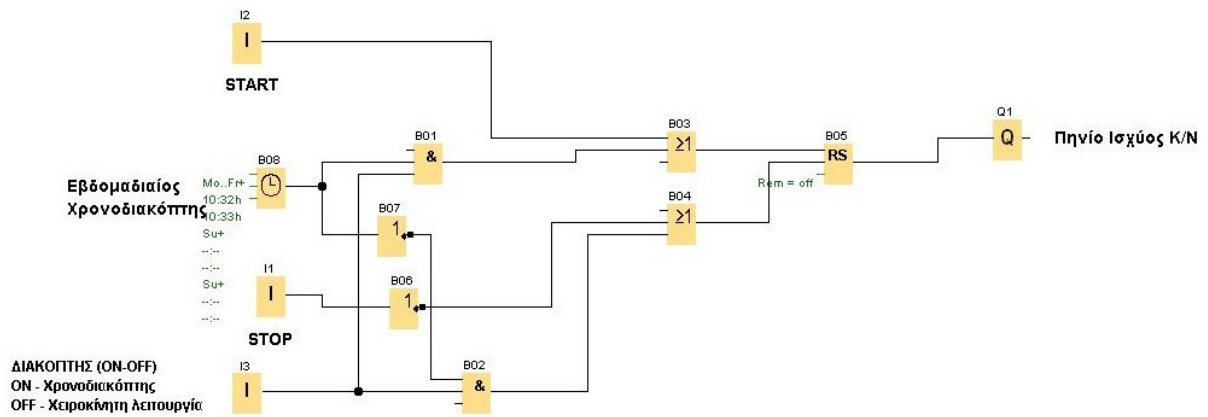 I2
I
START
B01
&
B03
≥1
B05
RS
Rem = off
Q1
Q
Πηνίο Ισχύος Κ/Ν
B08
Εβδομαδιαίος
Χρονοδιακόπτης
Mo..Fr+
10:32h
10:33h
Su+
--:--
--:--
Su+
--:--
--:--
B07
1
B04
≥1
I1
I
STOP
B06
1
ΔΙΑΚΟΠΤΗΣ (ON-OFF)
ON - Χρονοδιακόπτης
OFF - Χειροκίνητη λειτουργία
I3
I
B02
&